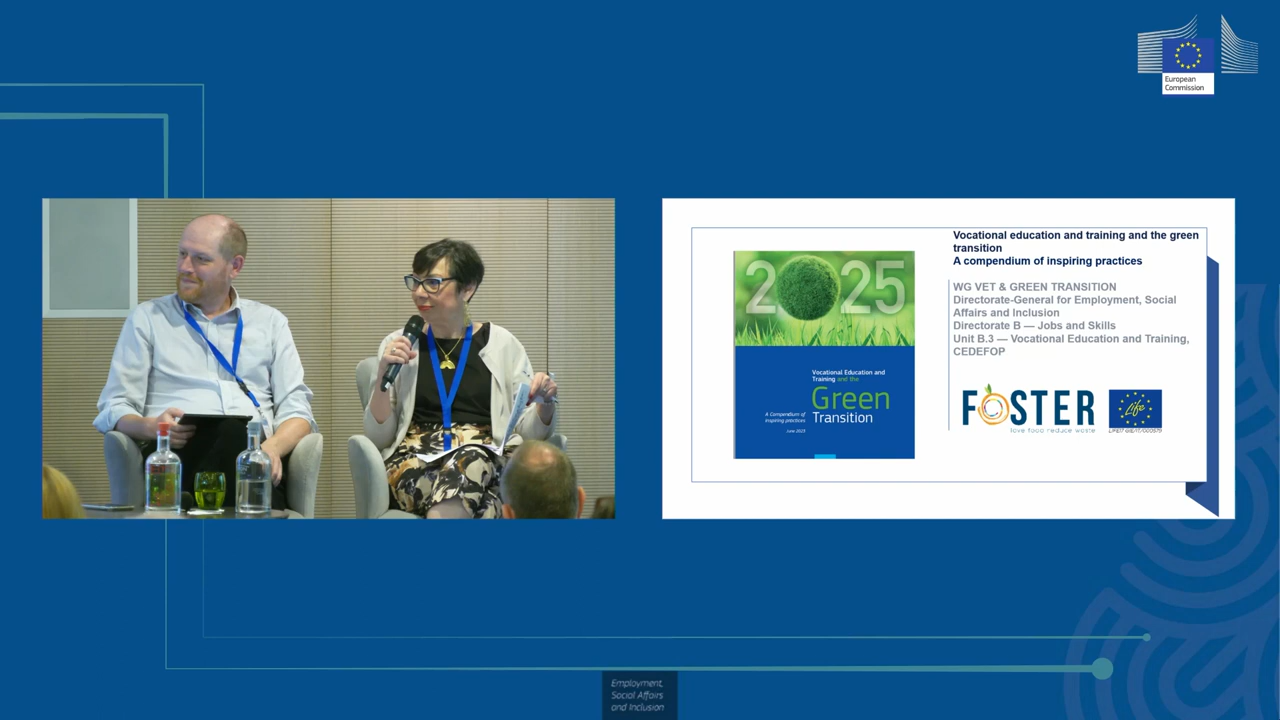 European
Commission
Vocational education and training and the green
transition
A compendium of inspiring practices
WG VET & GREEN TRANSITION
Directorate-General for Employment, Social
Affairs and Inclusion
Directorate B — Jobs and Skills
Unit B.3 — Vocational Education and Training,
CEDEFOP
2025
Vocational Education and
Training and the
Green
Transition
A Compendium of
inspiring practices
June 2025
FOSTER
love food reduce waste
Life
Employment,
Social Affairs
and Inclusion